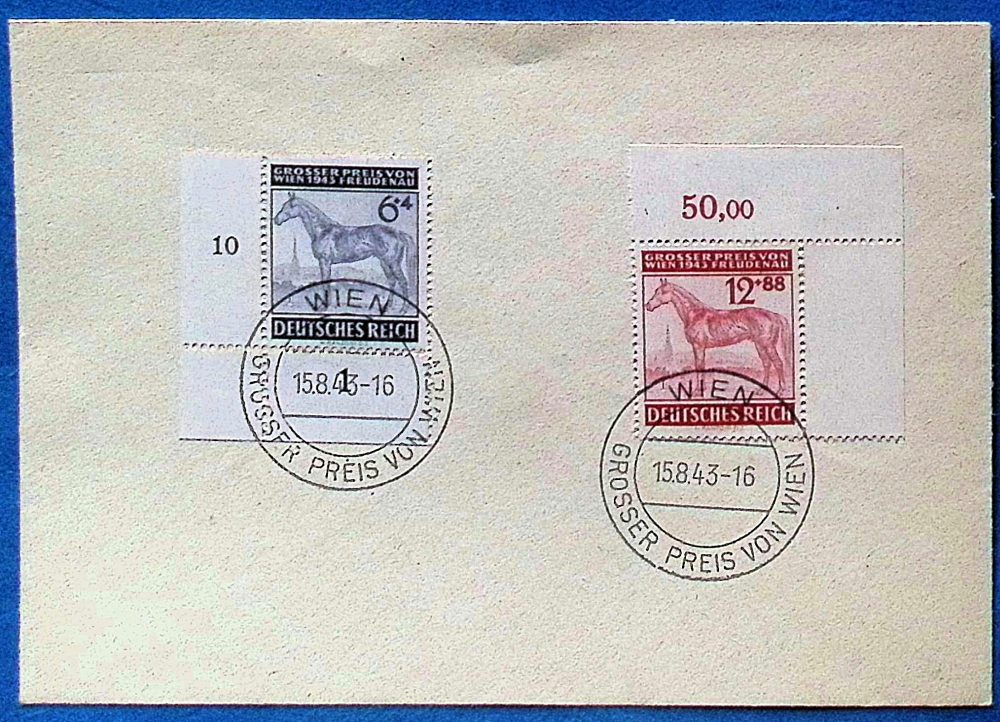 GROSSER PREIS VON
WIEN 1943 FREUDENAU
6+4
10
DEUTSCHES REICH
WIEN
15.8.43-16
1
GROSSER PREIS VON WIEN
50,00
GROSSER PREIS VON
WIEN 1943 FREUDENAU
12+88
DEUTSCHES REICH
WIEN
15.8.43-16
GROSSER PREIS VON WIEN